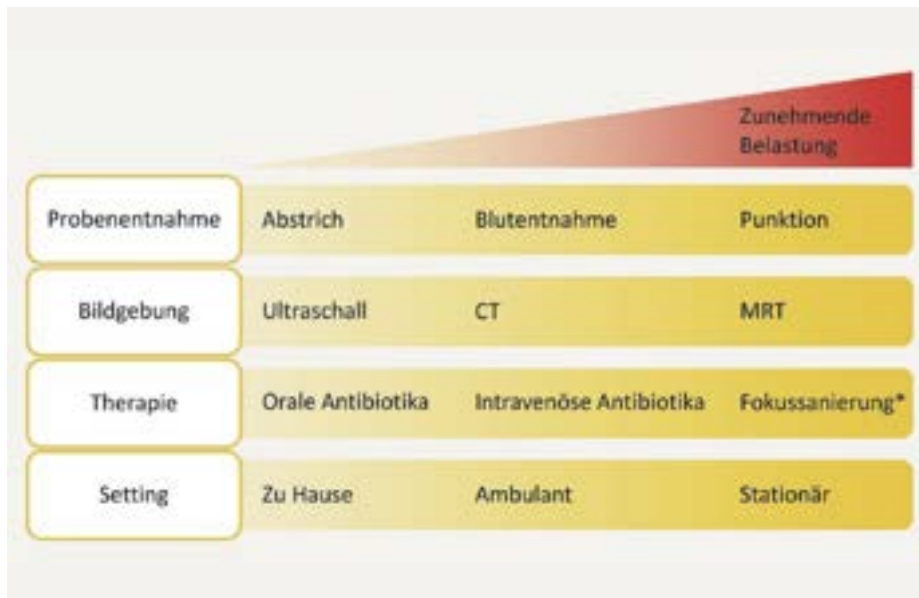 Zunehmende
Belastung
Probenentnahme Abstrich Blutentnahme Punktion
Bildgebung Ultraschall CT MRT
Therapie Orale Antibiotika Intravenöse Antibiotika Fokussanierung*
Setting Zu Hause Ambulant Stationär